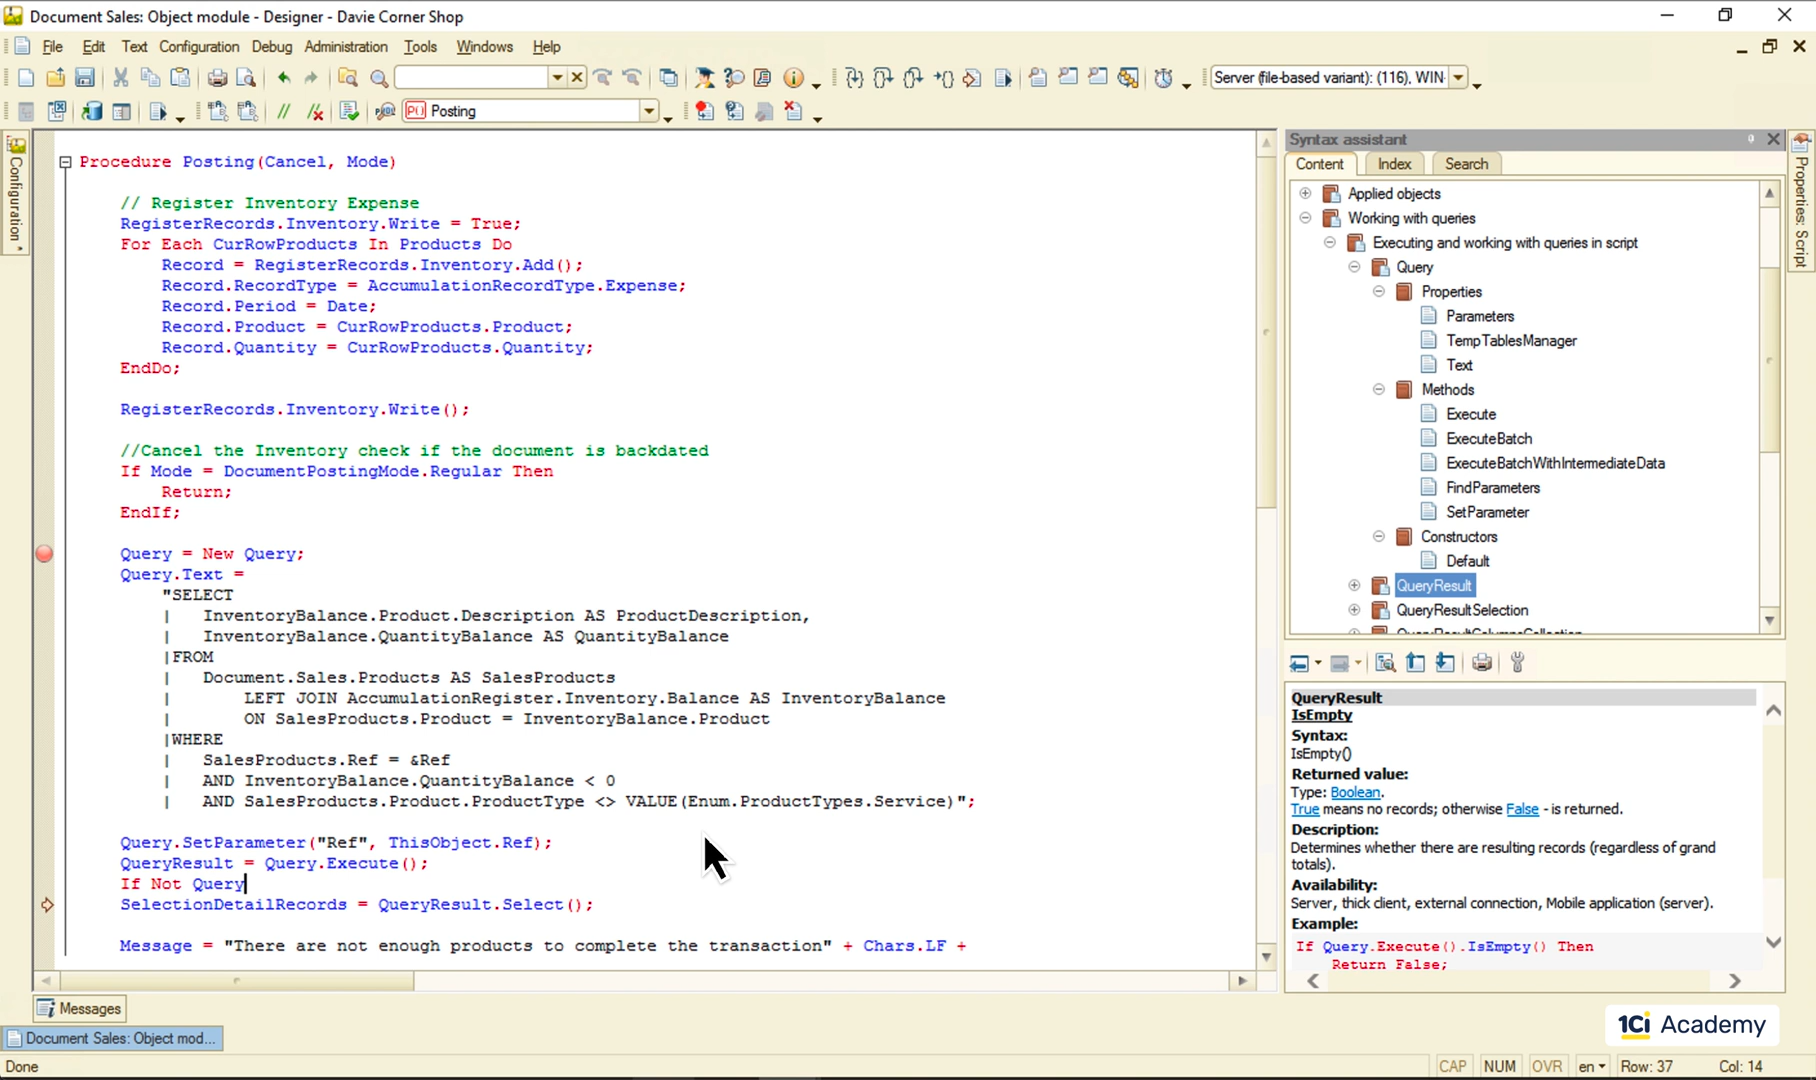 Document Sales: Object module - Designer - Davie Corner Shop
File Edit Text Configuration Debug Administration Tools Windows Help
Server (file-based variant): (116), WIN-
P() Posting
Configuration
Procedure Posting(Cancel, Mode)
// Register Inventory Expense
RegisterRecords.Inventory.Write = True;
For Each CurRowProducts In Products Do
Record = RegisterRecords.Inventory.Add();
Record.RecordType = AccumulationRecordType.Expense;
Record.Period = Date;
Record.Product = CurRowProducts.Product;
Record.Quantity = CurRowProducts.Quantity;
EndDo;
RegisterRecords.Inventory.Write();
//Cancel the Inventory check if the document is backdated
If Mode = DocumentPostingMode.Regular Then
Return;
EndIf;
Query = New Query;
Query.Text =
"SELECT
| InventoryBalance.Product.Description AS ProductDescription,
| InventoryBalance.QuantityBalance AS QuantityBalance
|FROM
| Document.Sales.Products AS SalesProducts
| LEFT JOIN AccumulationRegister.Inventory.Balance AS InventoryBalance
| ON SalesProducts.Product = InventoryBalance.Product
|WHERE
| SalesProducts.Ref = &Ref
| AND InventoryBalance.QuantityBalance < 0
| AND SalesProducts.Product.ProductType <> VALUE(Enum.ProductTypes.Service)";
Query.SetParameter("Ref", ThisObject.Ref);
QueryResult = Query.Execute();
If Not Query
SelectionDetailRecords = QueryResult.Select();
Message = "There are not enough products to complete the transaction" + Chars.LF +
Syntax assistant
Content Index Search
Applied objects
Working with queries
Executing and working with queries in script
Query
Properties
Parameters
TempTablesManager
Text
Methods
Execute
ExecuteBatch
ExecuteBatchWithIntermediateData
FindParameters
SetParameter
Constructors
Default
QueryResult
QueryResultSelection
QueryResultColumnsCollection
Properties: Script
QueryResult
IsEmpty
Syntax:
IsEmpty()
Returned value:
Type: Boolean.
True means no records; otherwise False - is returned.
Description:
Determines whether there are resulting records (regardless of grand
totals).
Availability:
Server, thick client, external connection, Mobile application (server).
Example:
If Query.Execute().IsEmpty() Then
Return False;
Messages
Document Sales: Object mod...
1Ci Academy
Done
CAP NUM OVR en Row: 37 Col: 14